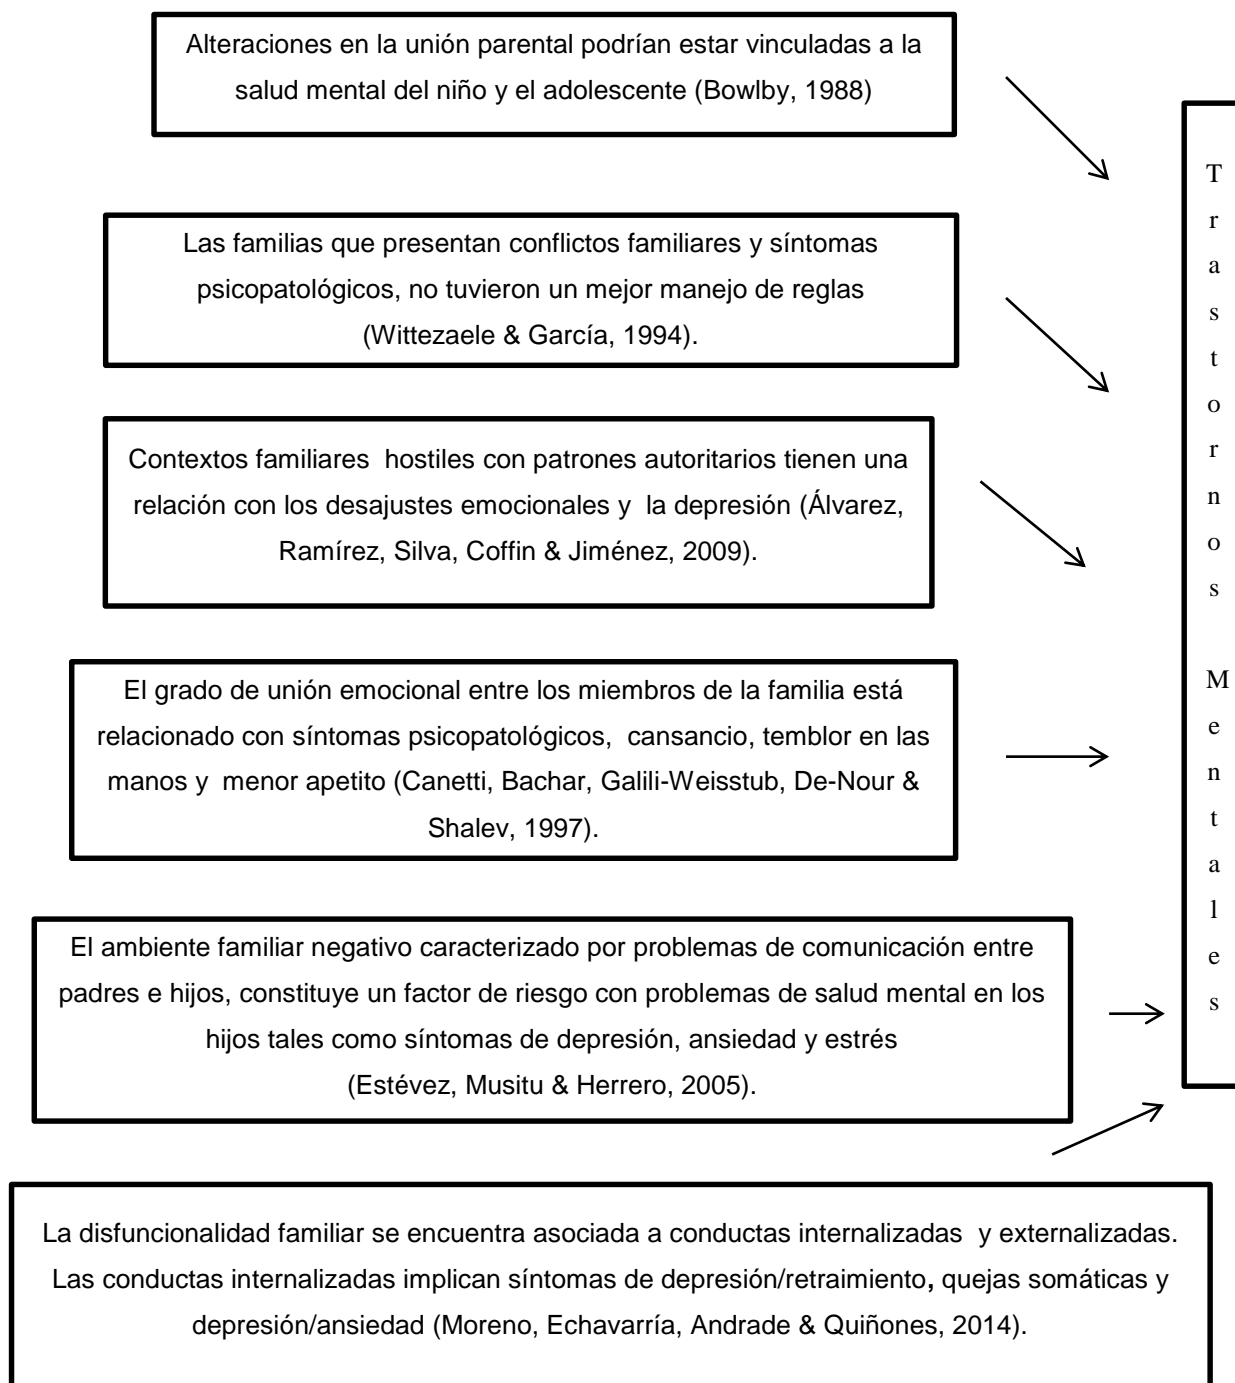 Alteraciones en la unión parental podrían estar vinculadas a la
salud mental del niño y el adolescente (Bowlby, 1988)
Las familias que presentan conflictos familiares y síntomas
psicopatológicos, no tuvieron un mejor manejo de reglas
(Wittezaele & García, 1994).
Contextos familiares hostiles con patrones autoritarios tienen una
relación con los desajustes emocionales y la depresión (Álvarez,
Ramírez, Silva, Coffin & Jiménez, 2009).
El grado de unión emocional entre los miembros de la familia está
relacionado con síntomas psicopatológicos, cansancio, temblor en las
manos y menor apetito (Canetti, Bachar, Galili-Weisstub, De-Nour &
Shalev, 1997).
El ambiente familiar negativo caracterizado por problemas de comunicación entre
padres e hijos, constituye un factor de riesgo con problemas de salud mental en los
hijos tales como síntomas de depresión, ansiedad y estrés
(Estévez, Musitu & Herrero, 2005).
La disfuncionalidad familiar se encuentra asociada a conductas internalizadas y externalizadas.
Las conductas internalizadas implican síntomas de depresión/retraimiento, quejas somáticas y
depresión/ansiedad (Moreno, Echavarría, Andrade & Quiñones, 2014).
Trastornos Mentales